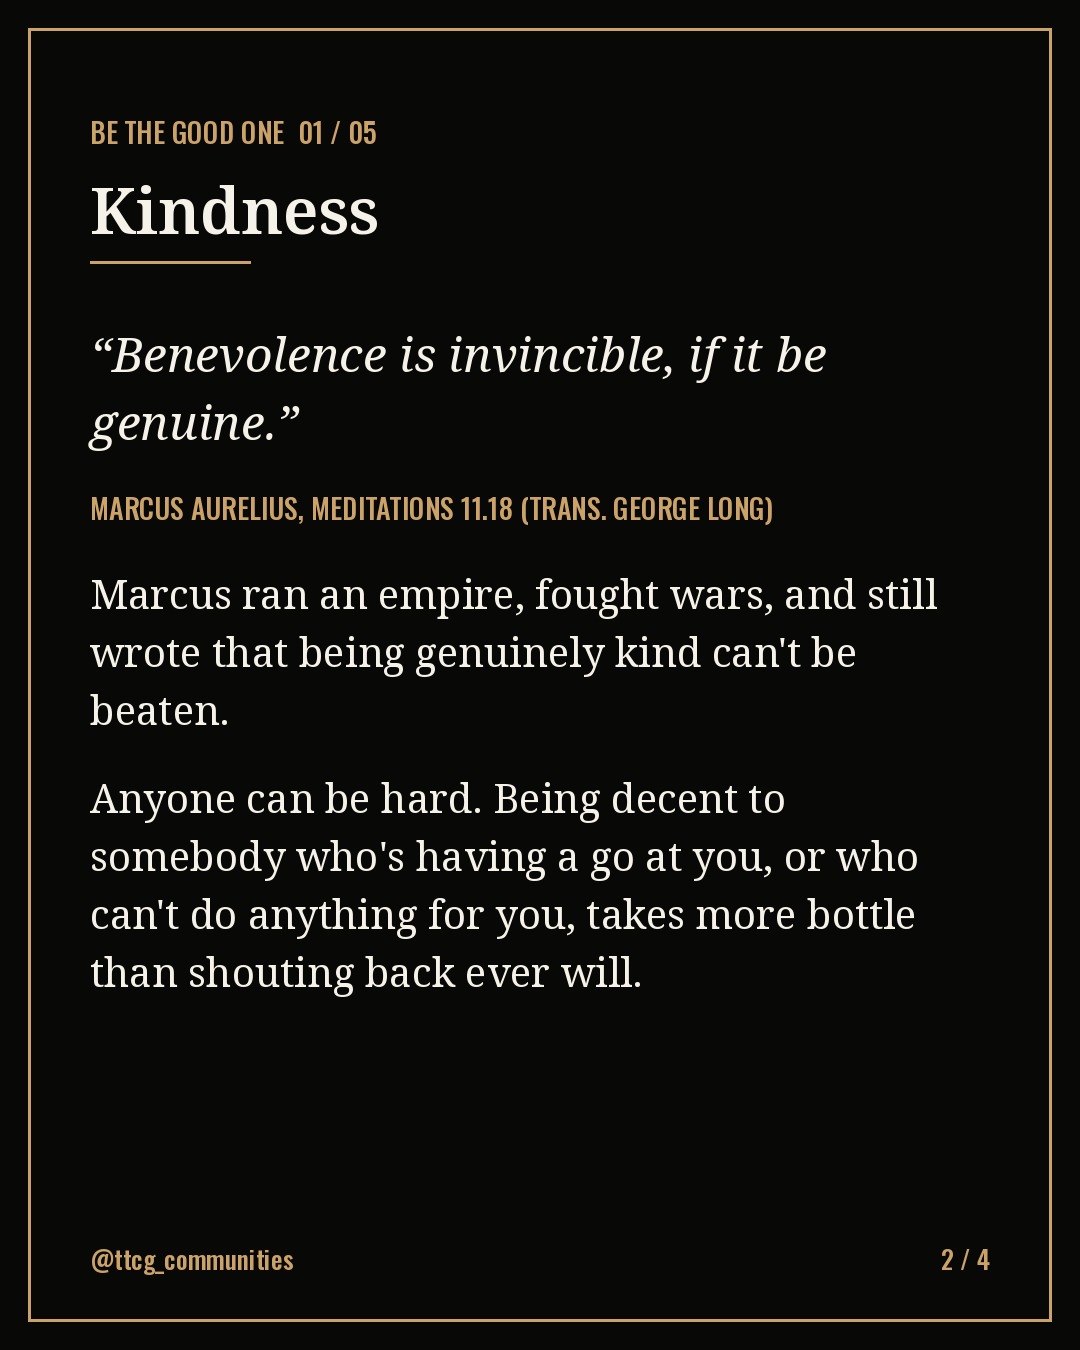 BE THE GOOD ONE 01 / 05
Kindness
“Benevolence is invincible, if it be
genuine.”
MARCUS AURELIUS, MEDITATIONS 11.18 (TRANS. GEORGE LONG)
Marcus ran an empire, fought wars, and still
wrote that being genuinely kind can't be
beaten.
Anyone can be hard. Being decent to
somebody who's having a go at you, or who
can't do anything for you, takes more bottle
than shouting back ever will.
@ttcg_communities
2 / 4